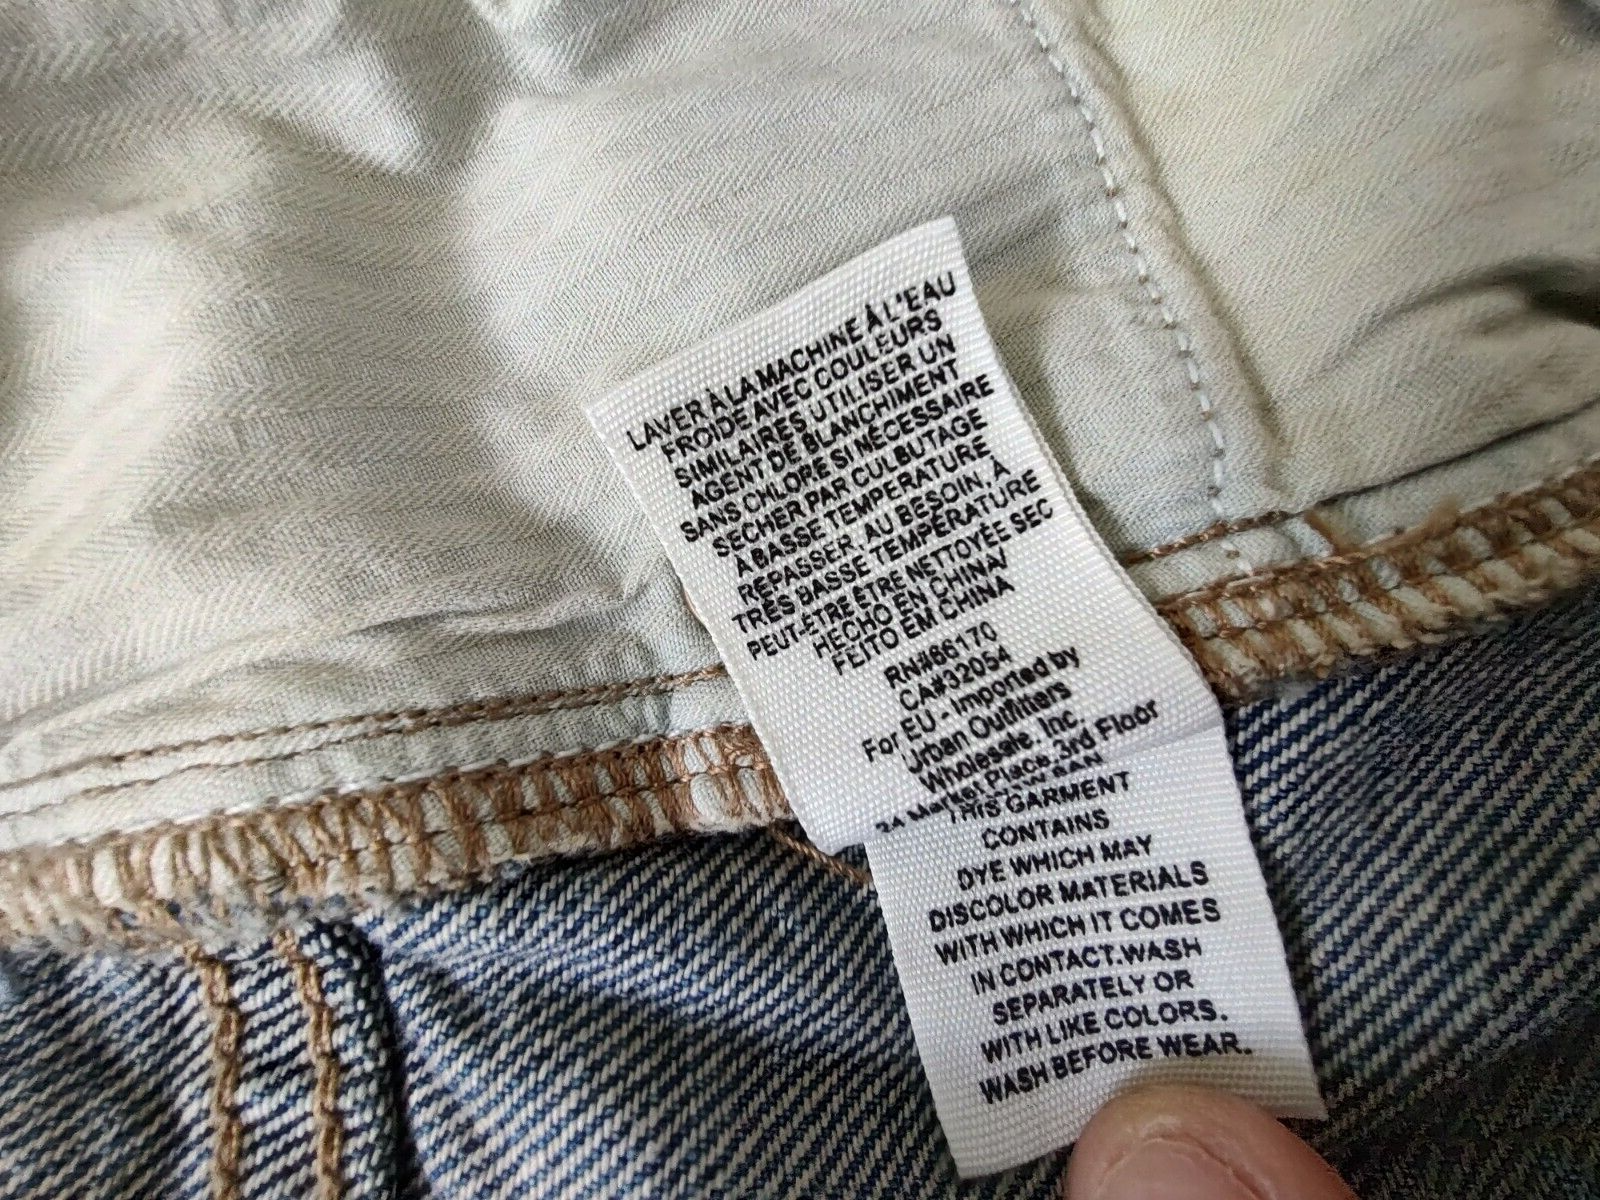 LAVER À LA MACHINE À L'EAU
FROIDE AVEC COULEURS
SIMILAIRES UTILISER UN
AGENT DE BLANCHIMENT
SANS CHLORE SI NÉCESSAIRE
SÉCHER PAR CULBUTAGE
À BASSE TEMPERATURE
REPASSER, AU BESOIN, À
TRÈS BASSE TEMPÉRATURE
PEUT-ÊTRE ÊTRE NETTOYÉE SEC
HECHO EN CHINA/
FEITO EM CHINA
RN#66170
CA#32054
For EU - Imported by
Urban Outfitters
Wholesale, Inc.
24 Market Place, 3rd Floor
THIS GARMENT
CONTAINS
DYE WHICH MAY
DISCOLOR MATERIALS
WITH WHICH IT COMES
IN CONTACT.WASH
SEPARATELY OR
WITH LIKE COLORS.
WASH BEFORE WEAR.